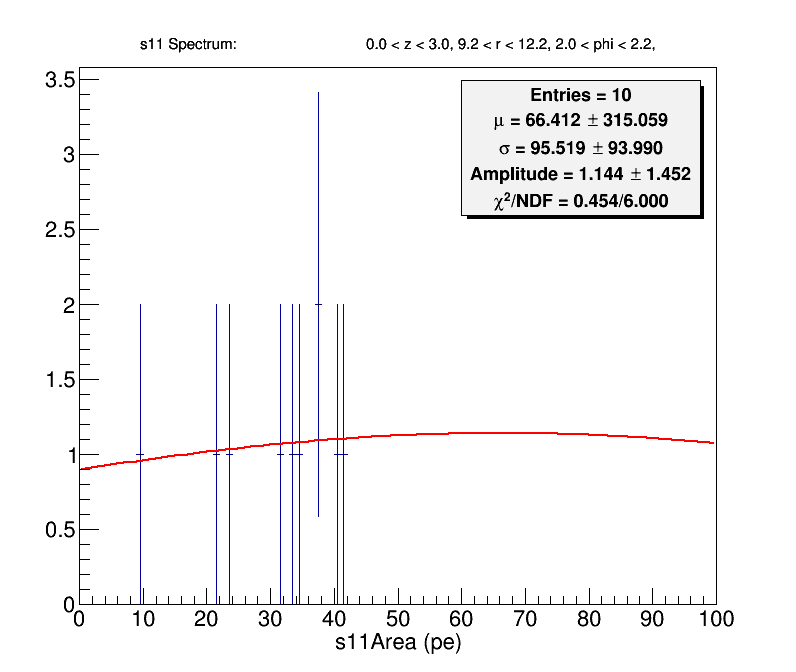 s11 Spectrum: 0.0 < z < 3.0, 9.2 < r < 12.2, 2.0 < phi < 2.2,
Entries = 10
μ = 66.412 ± 315.059
σ = 95.519 ± 93.990
Amplitude = 1.144 ± 1.452
χ²/NDF = 0.454/6.000
3.5
3
2.5
2
1.5
1
0.5
0
0 10 20 30 40 50 60 70 80 90 100
s11Area (pe)